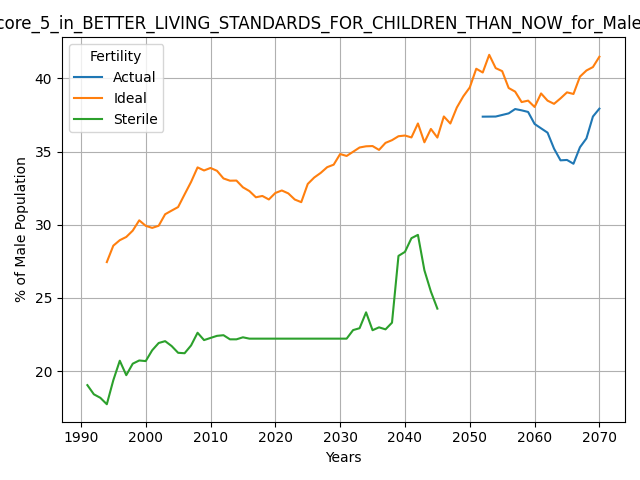 core_5_in_BETTER_LIVING_STANDARDS_FOR_CHILDREN_THAN_NOW_for_Male
Fertility
Actual
Ideal
Sterile
% of Male Population
40
35
30
25
20
1990 2000 2010 2020 2030 2040 2050 2060 2070
Years